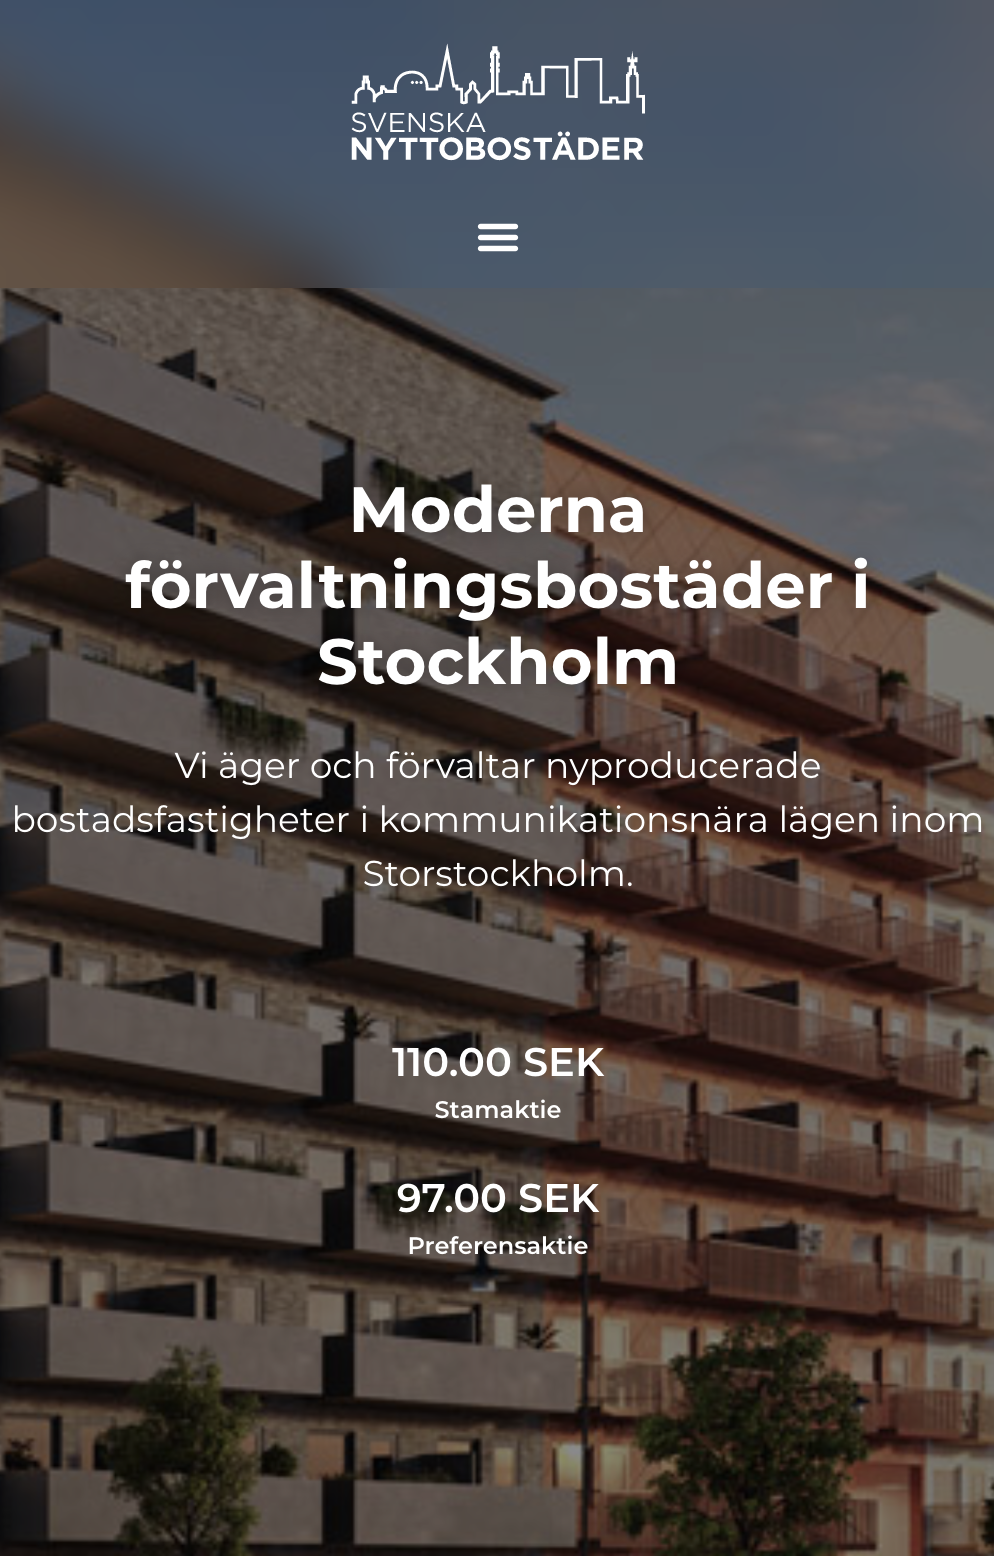 SVENSKA
NYTTOBOSTÄDER
Moderna
förvaltningsbostäder i
Stockholm
Vi äger och förvaltar nyproducerade
bostadsfastigheter i kommunikationsnära lägen inom
Storstockholm.
110.00 SEK
Stamaktie
97.00 SEK
Preferensaktie